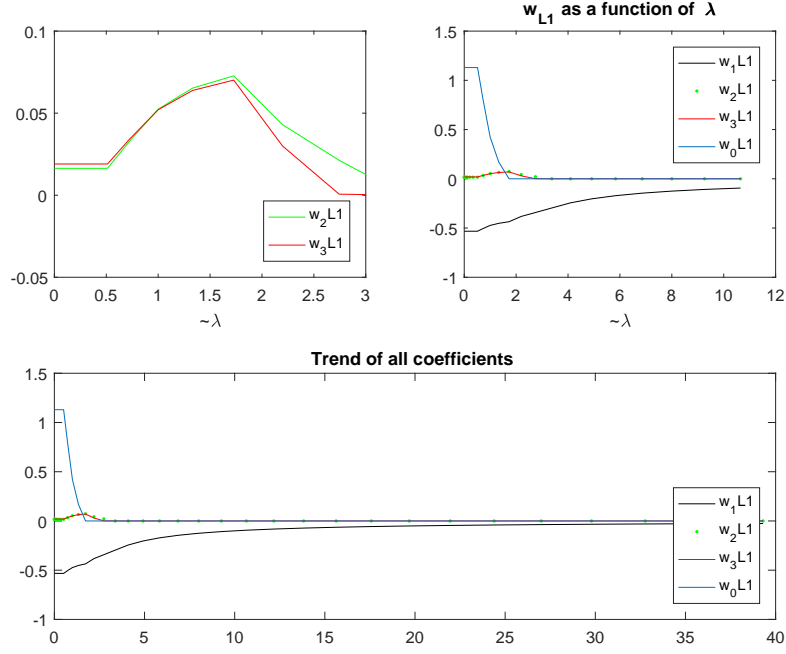 0.1
0.05
0
-0.05
0 0.5 1 1.5 2 2.5 3
~λ
w2L1
w3L1
wL1 as a function of λ
1.5
1
0.5
0
-0.5
-1
0 2 4 6 8 10 12
~λ
w1L1
w2L1
w3L1
w0L1
Trend of all coefficients
1.5
1
0.5
0
-0.5
-1
0 5 10 15 20 25 30 35 40
w1L1
w2L1
w3L1
w0L1